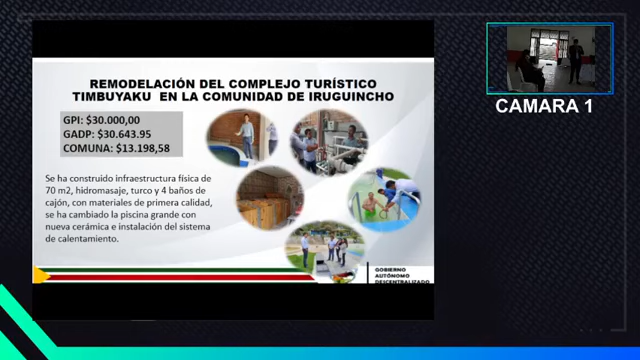 REMODELACIÓN DEL COMPLEJO TURÍSTICO
TIMBUYAKU EN LA COMUNIDAD DE IRUGUINCHO
GPI: $30.000,00
GADP: $30.643.95
COMUNA: $13.198,58
Se ha construido infraestructura física de
70 m2, hidromasaje, turco y 4 baños de
cajón, con materiales de primera calidad,
se ha cambiado la piscina grande con
nueva cerámica e instalación del sistema
de calentamiento.
GOBIERNO
AUTÓNOMO
DESCENTRALIZADO
CAMARA 1